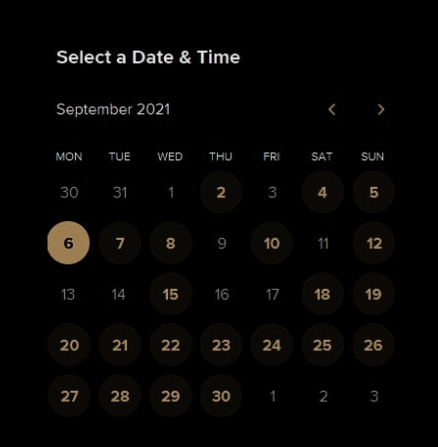 Select a Date & Time
September 2021
MON TUE WED THU FRI SAT SUN
30 31 1 2 3 4 5
6 7 8 9 10 11 12
13 14 15 16 17 18 19
20 21 22 23 24 25 26
27 28 29 30 1 2 3